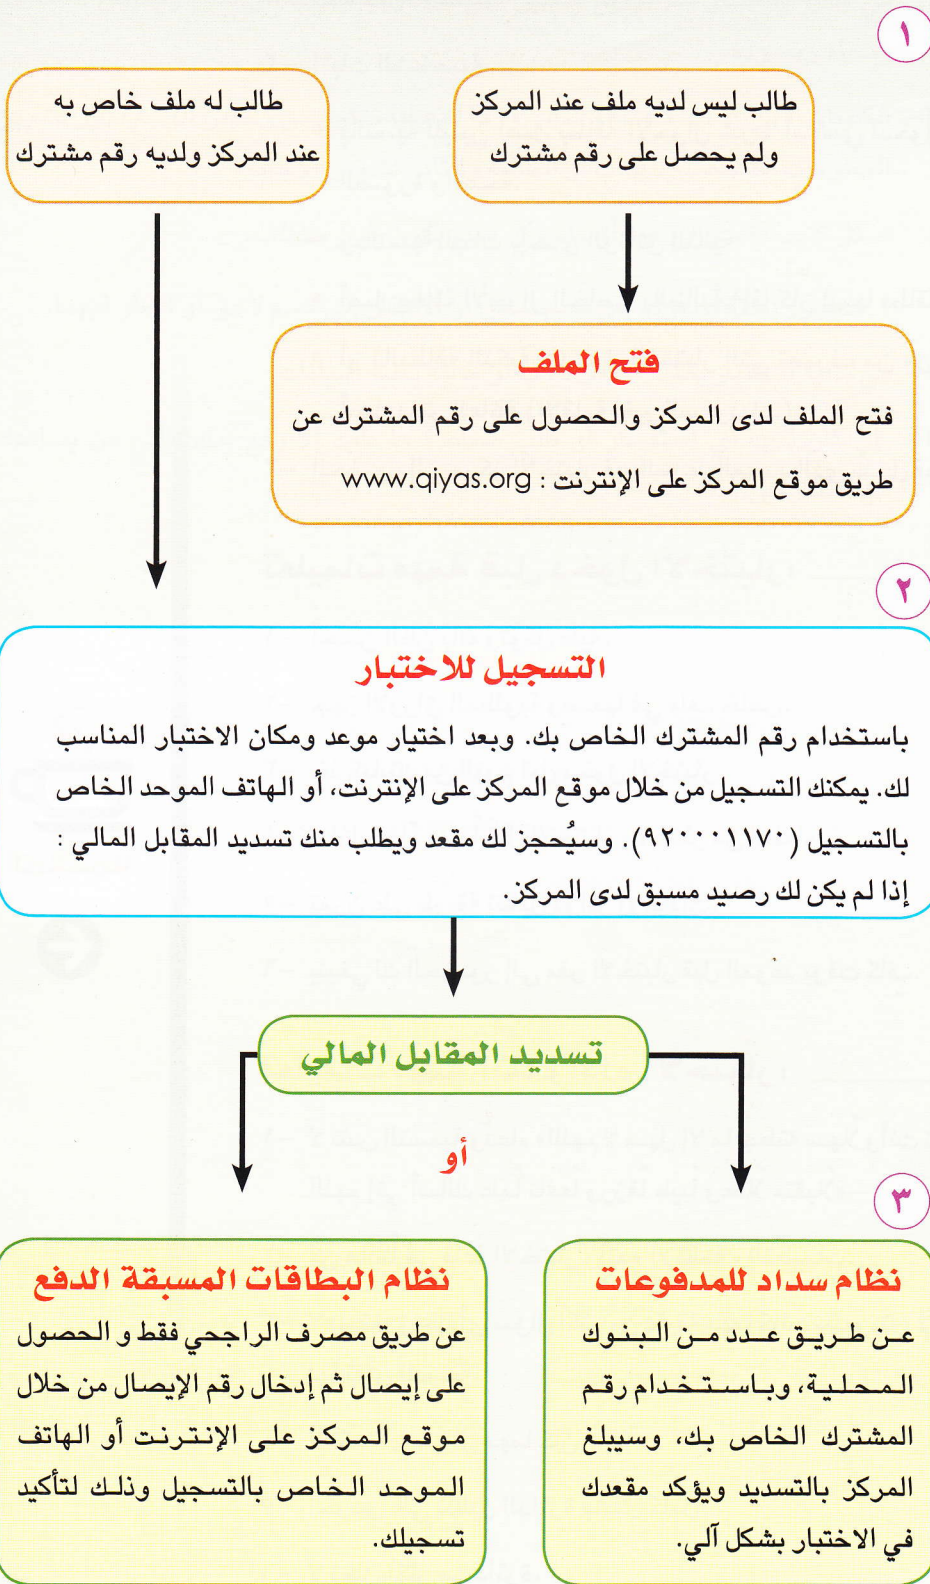 ١
طالب ليس لديه ملف عند المركز
ولم يحصل على رقم مشترك
طالب له ملف خاص به
عند المركز ولديه رقم مشترك
فتح الملف
فتح الملف لدى المركز والحصول على رقم المشترك عن
طريق موقع المركز على الإنترنت : www.qiyas.org
٢
التسجيل للاختبار
باستخدام رقم المشترك الخاص بك. وبعد اختيار موعد ومكان الاختبار المناسب
لك. يمكنك التسجيل من خلال موقع المركز على الإنترنت، أو الهاتف الموحد الخاص
بالتسجيل (٩٢٠٠٠١١٧٠). وسيُحجز لك مقعد ويطلب منك تسديد المقابل المالي :
إذا لم يكن لك رصيد مسبق لدى المركز.
تسديد المقابل المالي
أو
٣
نظام سداد للمدفوعات
عن طريق عدد من البنوك
المحلية، وباستخدام رقم
المشترك الخاص بك، وسيبلغ
المركز بالتسديد ويؤكد مقعدك
في الاختبار بشكل آلي.
نظام البطاقات المسبقة الدفع
عن طريق مصرف الراجحي فقط و الحصول
على إيصال ثم إدخال رقم الإيصال من خلال
موقع المركز على الإنترنت أو الهاتف
الموحد الخاص بالتسجيل وذلك لتأكيد
تسجيلك.